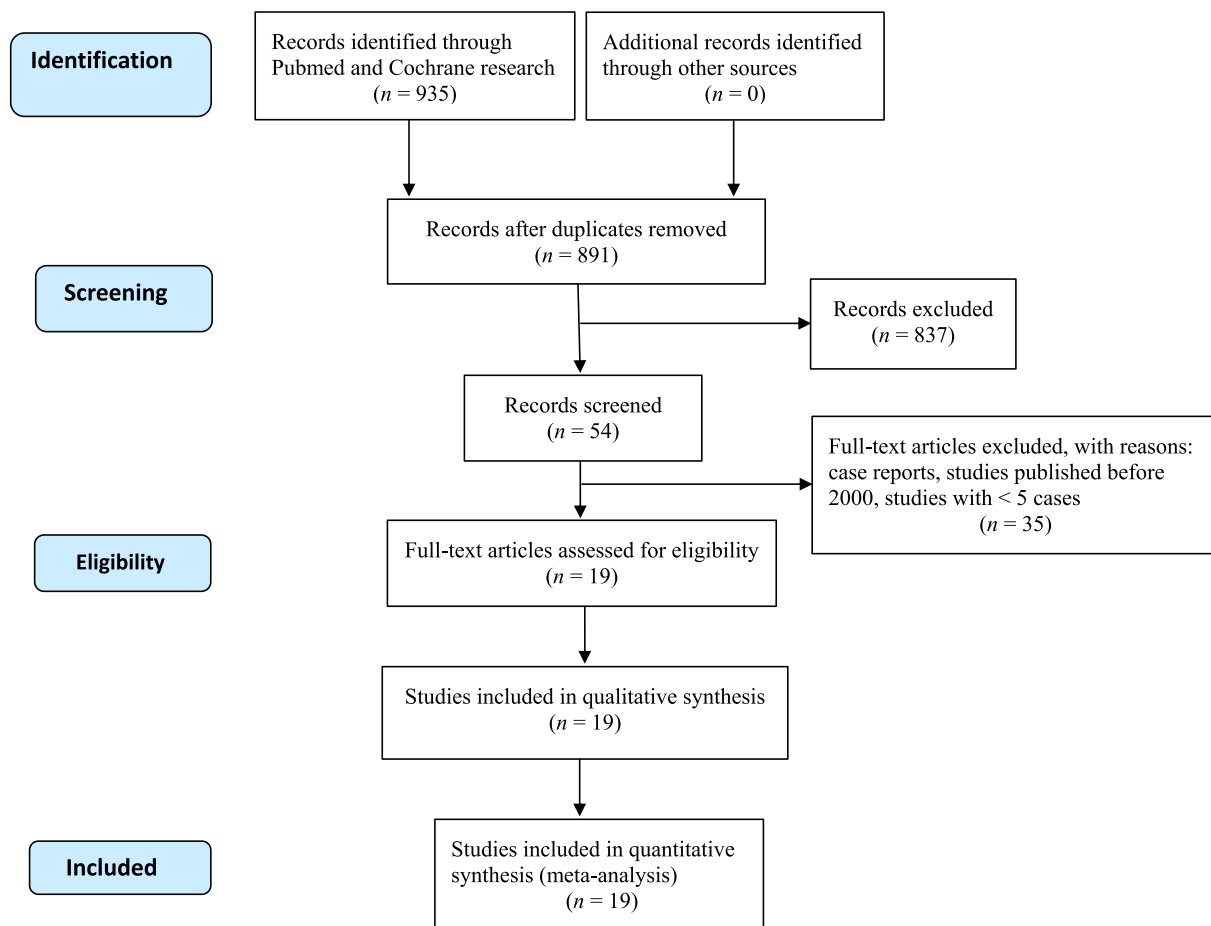 Identification
Records identified through
Pubmed and Cochrane research
(n = 935)
Additional records identified
through other sources
(n = 0)
Records after duplicates removed
(n = 891)
Screening
Records excluded
(n = 837)
Records screened
(n = 54)
Full-text articles excluded, with reasons:
case reports, studies published before
2000, studies with < 5 cases
(n = 35)
Eligibility
Full-text articles assessed for eligibility
(n = 19)
Studies included in qualitative synthesis
(n = 19)
Included
Studies included in quantitative
synthesis (meta-analysis)
(n = 19)